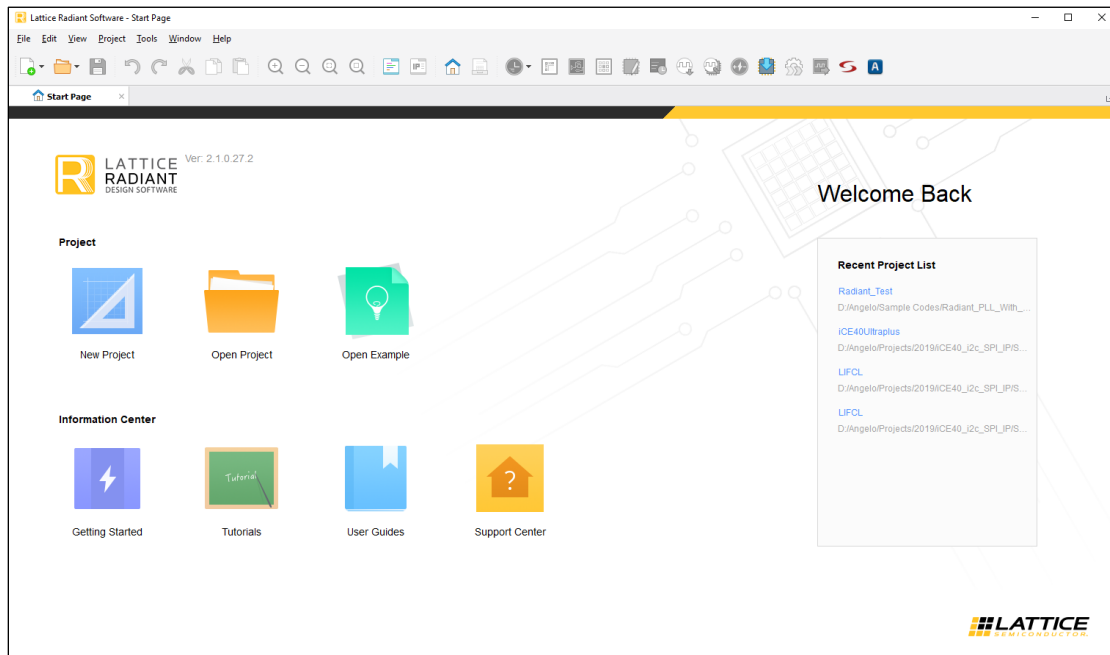 Lattice Radiant Software - Start Page
File Edit View Project Tools Window Help
IP
A
Start Page
R
LATTICE
RADIANT
DESIGN SOFTWARE
Ver: 2.1.0.27.2
Welcome Back
Project
New Project
Open Project
Open Example
Recent Project List
Radiant_Test
D:/Angelo/Sample Codes/Radiant_PLL_With_...
iCE40Ultraplus
D:/Angelo/Projects/2019/iCE40_i2c_SPI_IP/S...
LIFCL
D:/Angelo/Projects/2019/iCE40_i2c_SPI_IP/S...
LIFCL
D:/Angelo/Projects/2019/iCE40_i2c_SPI_IP/S...
Information Center
Tutorial
?
Getting Started
Tutorials
User Guides
Support Center
LATTICE
SEMICONDUCTOR.